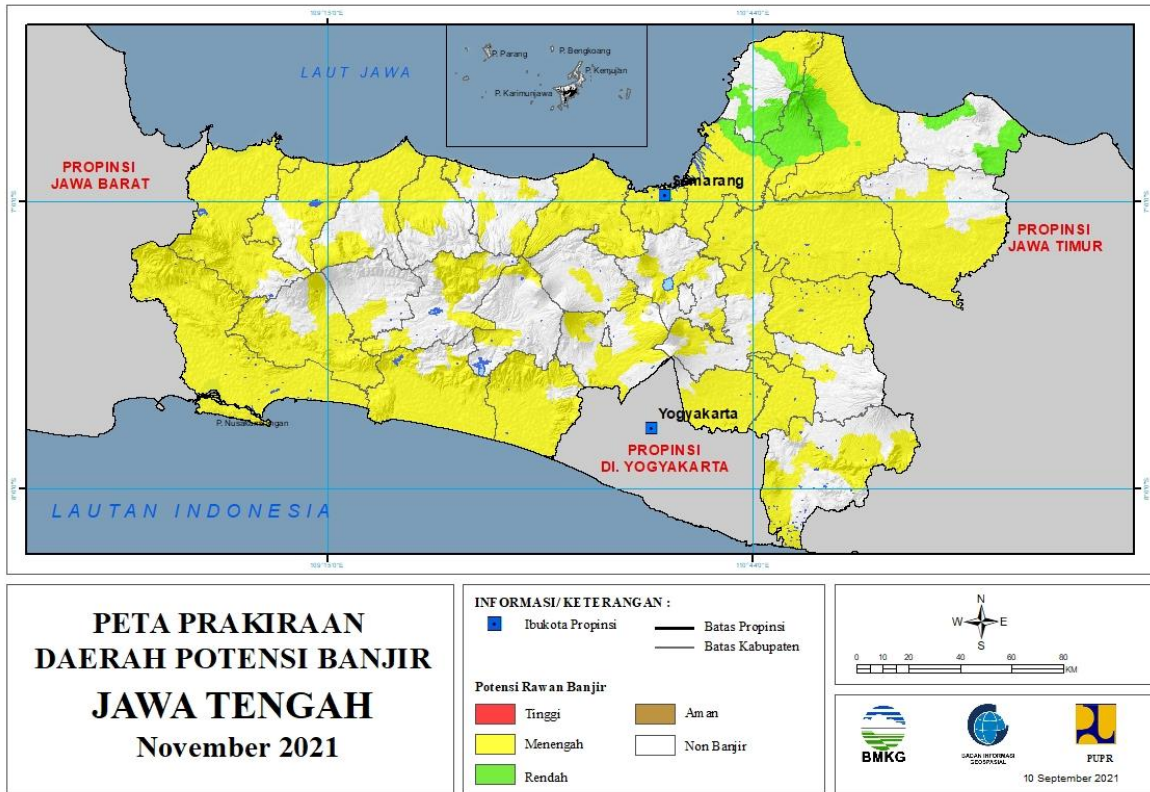 P. Parang
P. Bengkoang
P. Kemujan
P. Karimunjawa
LAUT JAWA
PROPINSI
JAWA BARAT
Semarang
PROPINSI
JAWA TIMUR
Yogyakarta
PROPINSI
DI. YOGYAKARTA
LAUTAN INDONESIA
PETA PRAKIRAAN
DAERAH POTENSI BANJIR
JAWA TENGAH
November 2021
INFORMASI/ KETERANGAN :
Ibukota Propinsi
Batas Propinsi
Batas Kabupaten
Potensi Rawan Banjir
Tinggi
Aman
Menengah
Non Banjir
Rendah
N
W E
S
0 10 20 40 60 80
KM
BMKG
BADAN INFORMASI
GEOSPASIAL
PUPR
10 September 2021